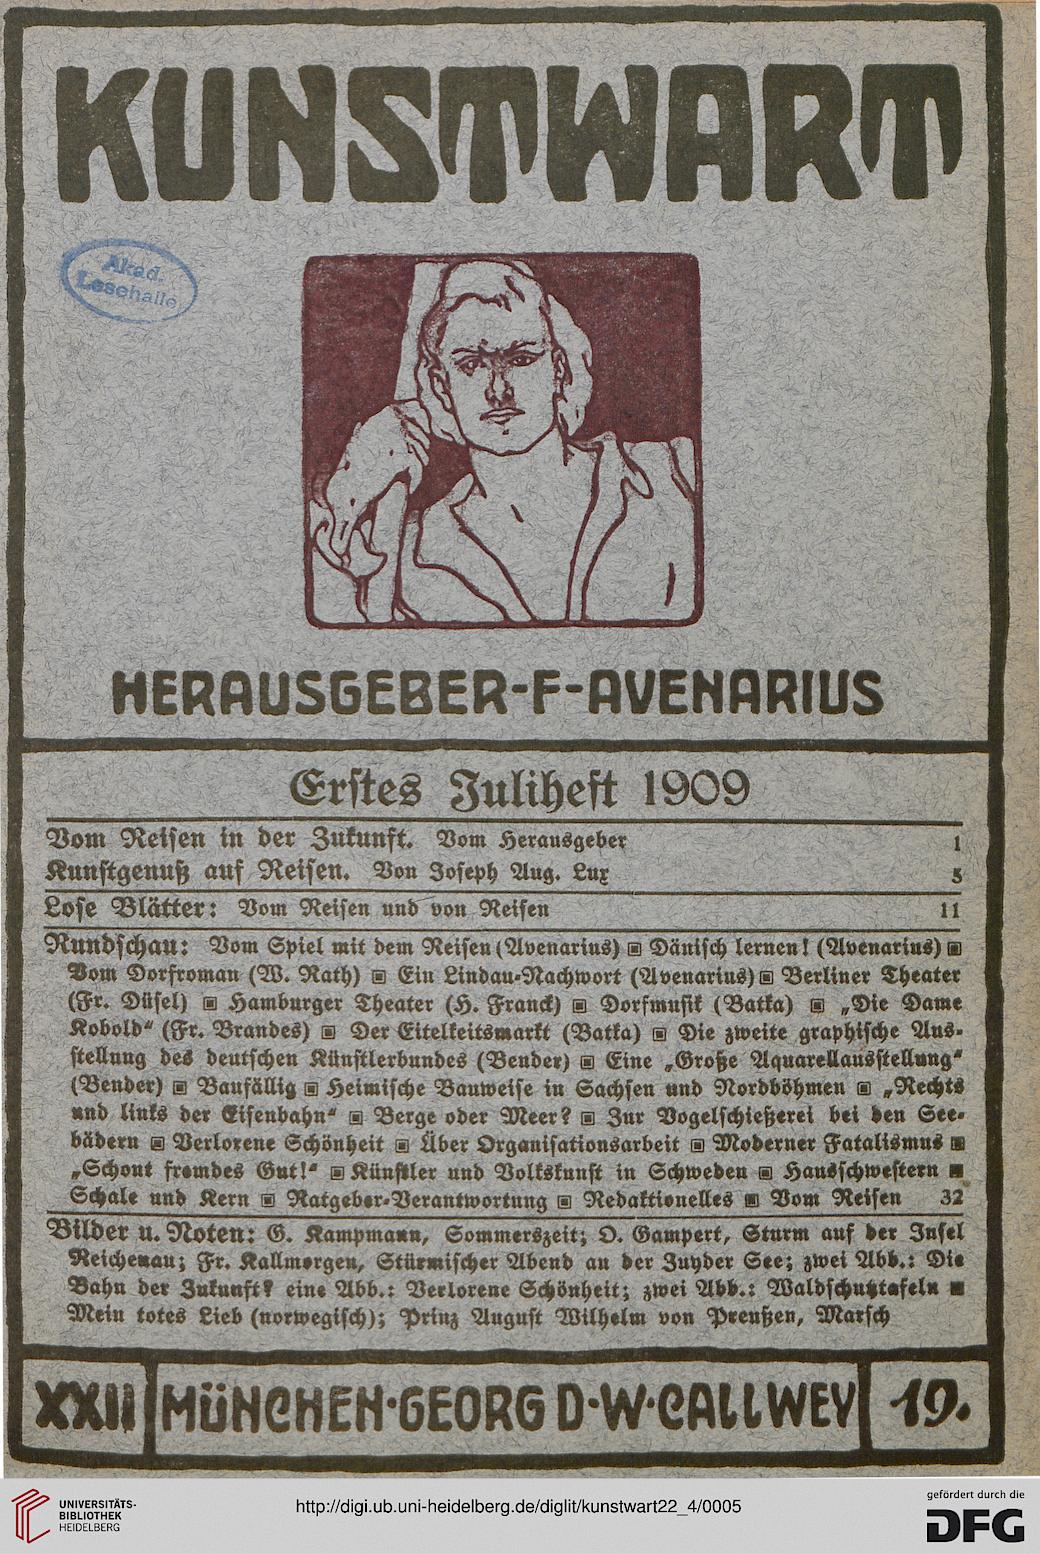 KUNSTWART
Akad.
Lesehalle
HERAUSGEBER-F-AVENARIUS
Erstes Juliheft 1909
Vom Reisen in der Zukunft. Vom Herausgeber 1
Kunstgenuß auf Reisen. Von Joseph Aug. Lux 5
Lose Blätter: Vom Reisen und von Reisen 11
Rundschau: Vom Spiel mit dem Reisen (Avenarius) ▣ Dänisch lernen! (Avenarius) ▣
Vom Dorfroman (W. Rath) ▣ Ein Lindau-Nachwort (Avenarius) ▣ Berliner Theater
(Fr. Düsel) ▣ Hamburger Theater (H. Franck) ▣ Dorfmusik (Batka) ▣ „Die Dame
Kobold“ (Fr. Brandes) ▣ Der Eitelkeitsmarkt (Batka) ▣ Die zweite graphische Aus-
stellung des deutschen Künstlerbundes (Bender) ▣ Eine „Große Aquarellausstellung“
(Bender) ▣ Baufällig ▣ Heimische Bauweise in Sachsen und Nordböhmen ▣ „Rechts
und links der Eisenbahn“ ▣ Berge oder Meer? ▣ Zur Vogelschießerei bei den See-
bädern ▣ Verlorene Schönheit ▣ Über Organisationsarbeit ▣ Moderner Fatalismus ▣
„Schont fremdes Gut!“ ▣ Künstler und Volkskunst in Schweden ▣ Hausschwestern ▣
Schale und Kern ▣ Ratgeber-Verantwortung ▣ Redaktionelles ▣ Vom Reisen 32
Bilder u. Noten: G. Kampmann, Sommerszeit; O. Gampert, Sturm auf der Insel
Reichenau; Fr. Kallmorgen, Stürmischer Abend an der Zuyder See; zwei Abb.: Die
Bahn der Zukunft? eine Abb.: Verlorene Schönheit; zwei Abb.: Waldschutztafeln ▣
Mein totes Lieb (norwegisch); Prinz August Wilhelm von Preußen, Marsch
XXII MÜNCHEN·GEORG D·W·CALLWEY 19.
UNIVERSITÄTS-
BIBLIOTHEK
HEIDELBERG
http://digi.ub.uni-heidelberg.de/diglit/kunstwart22_4/0005
gefördert durch die
DFG